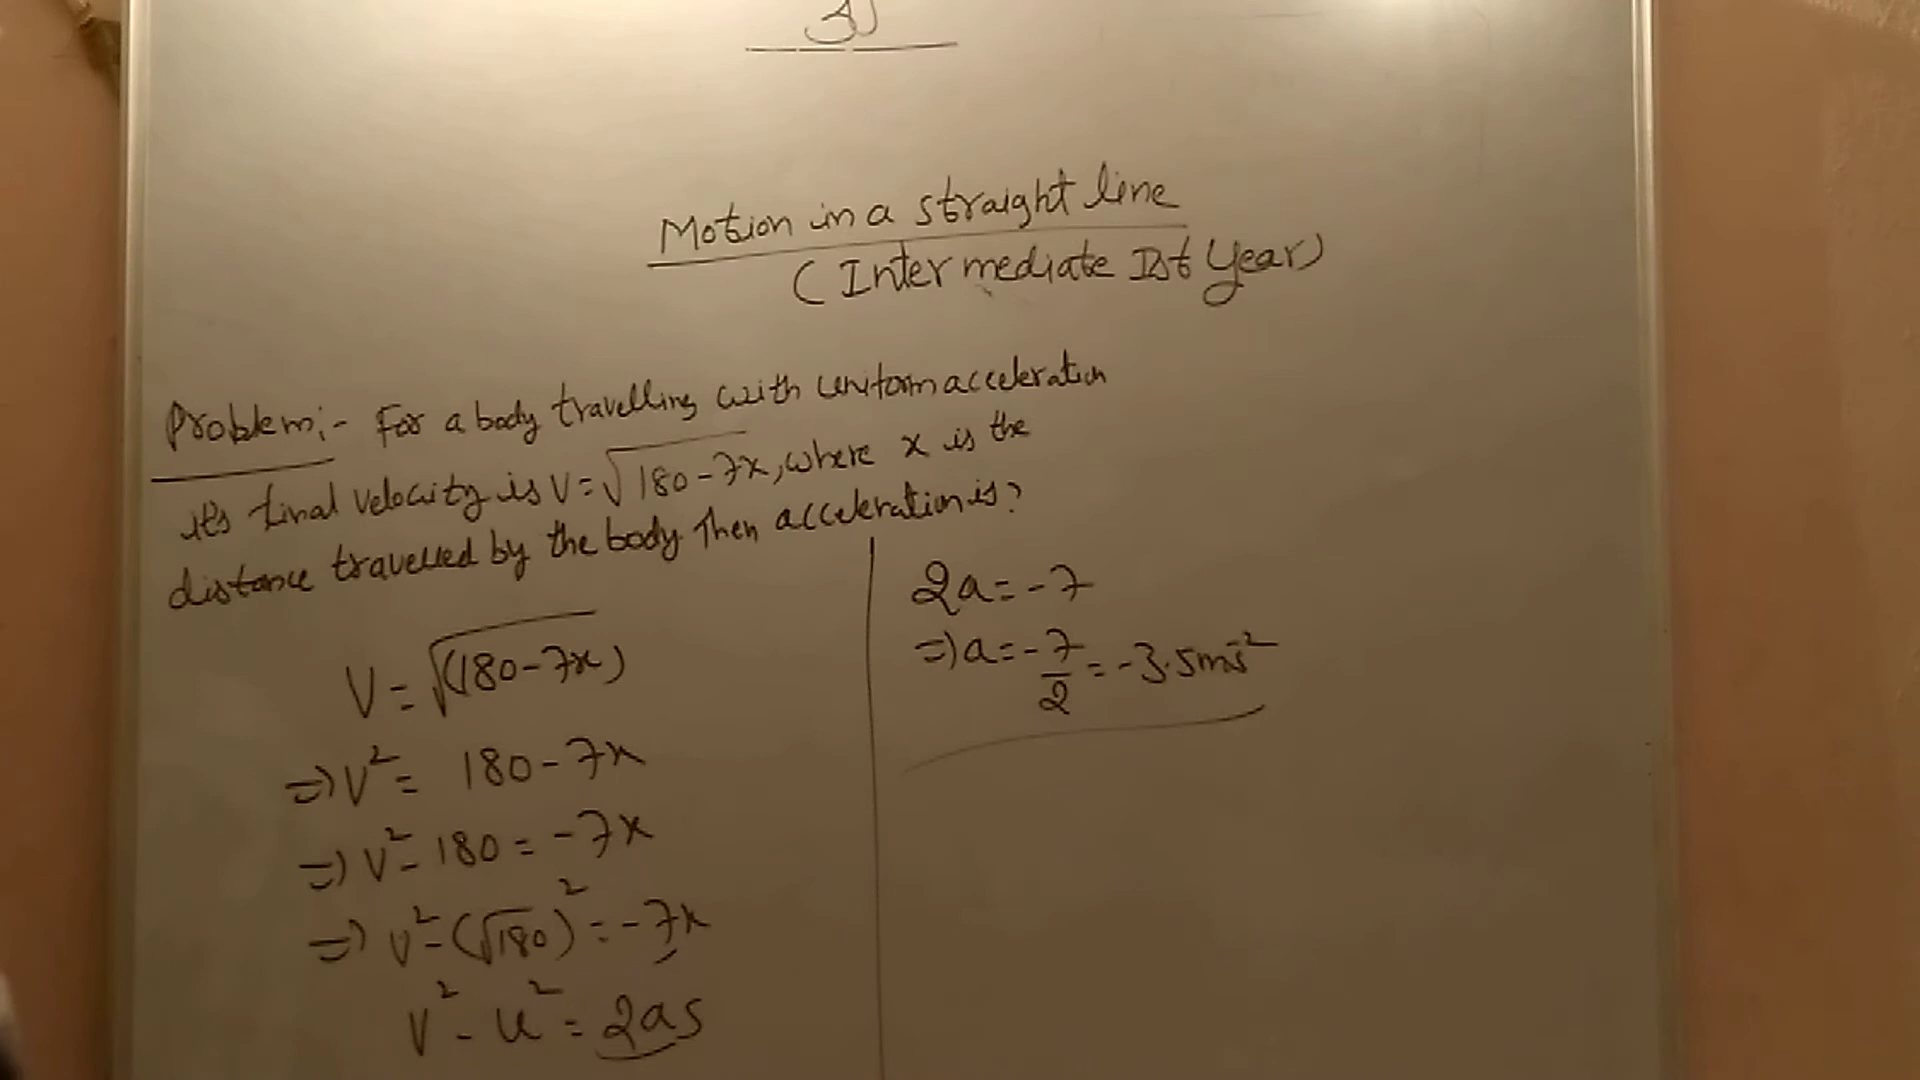 Motion in a straight line
(Intermediate Ist Year)
Problem:- For a body travelling with uniform acceleration
it's final velocity is V=√180-7x, where x is the
distance travelled by the body. Then acceleration is?
V = √(180-7x)
⇒ V² = 180-7x
⇒ V²-180 = -7x
⇒ V²-(√180)² = -7x
V²-u² = 2as
2a = -7
⇒ a = -7/2 = -3.5ms⁻²